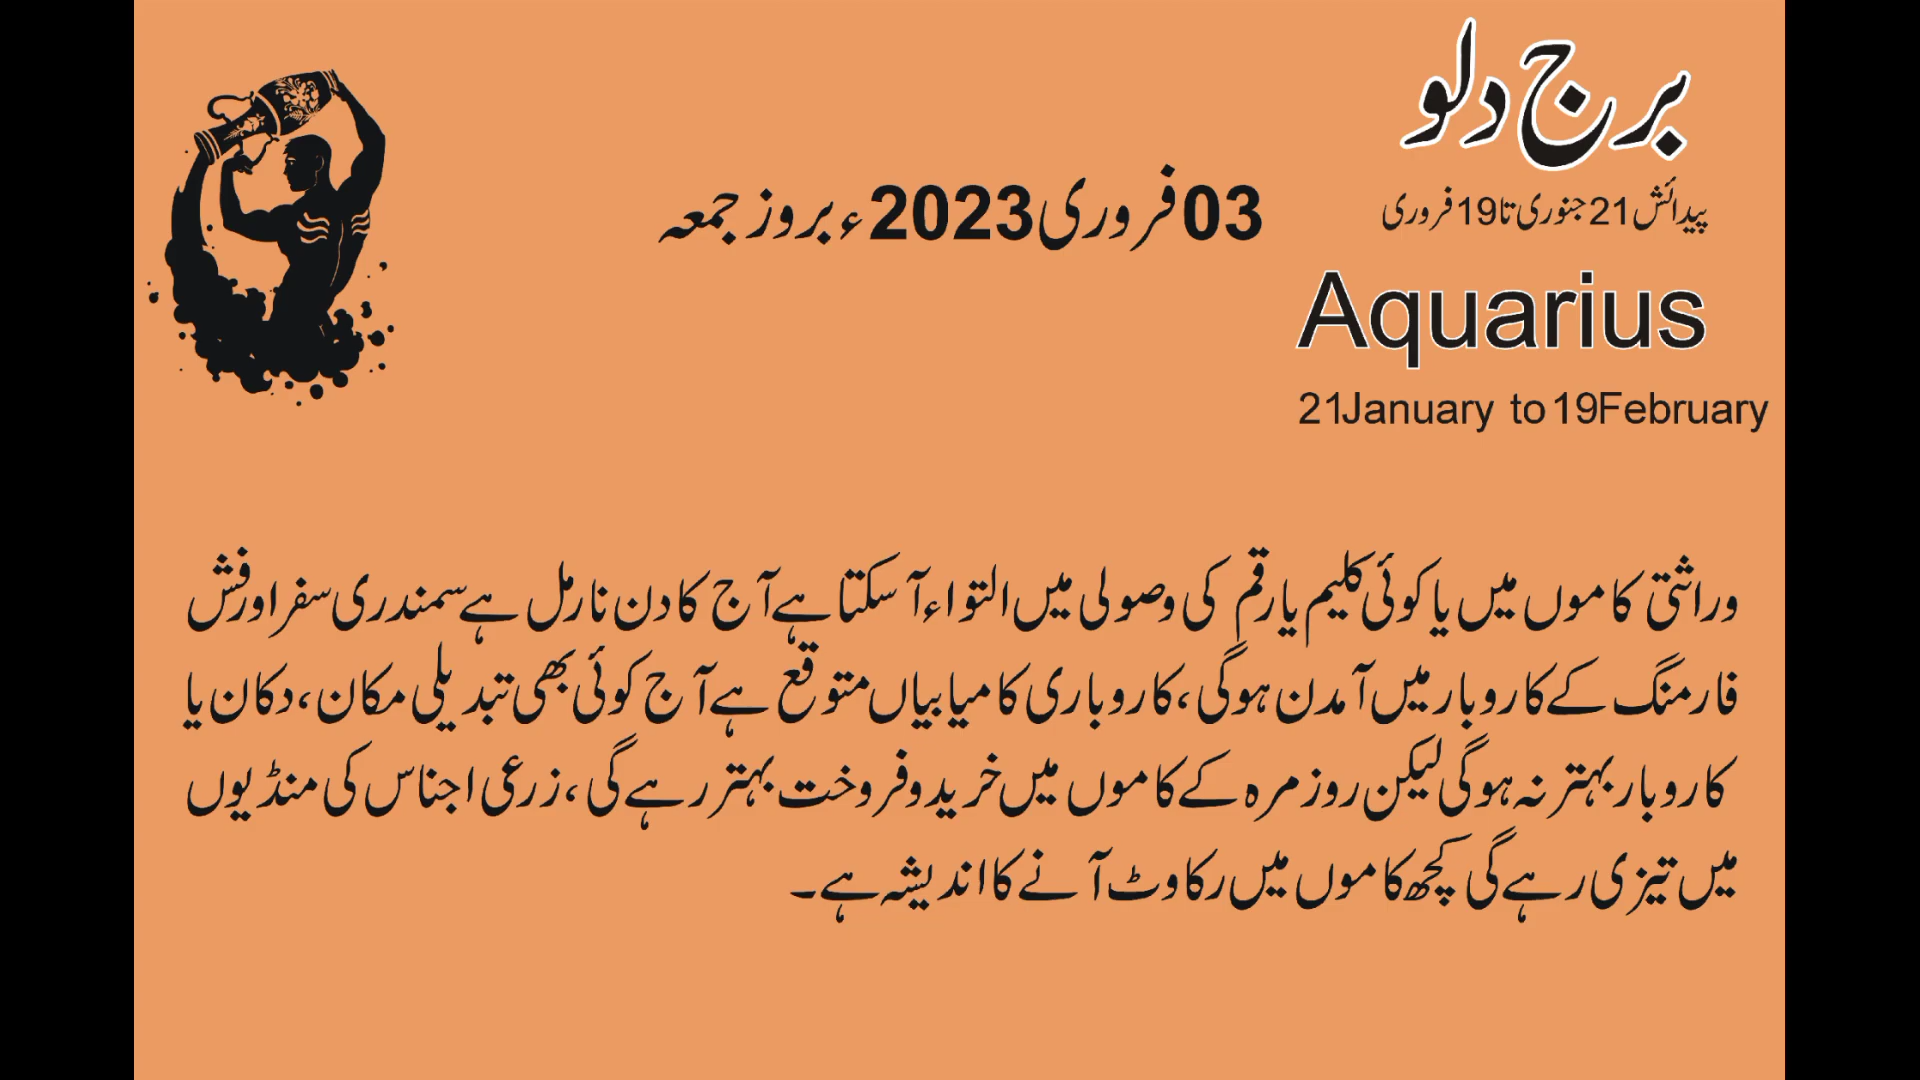 برج دلو
پیدائش 21 جنوری تا 19 فروری
03 فروری 2023ء بروز جمعہ
Aquarius
21January to 19February
وراثتی کاموں میں یا کوئی کلیم یا رقم کی وصولی میں التواء آ سکتا ہے آج کا دن نارمل ہے سمندری سفر اور فش
فارمنگ کے کاروبار میں آمدن ہوگی، کاروباری کامیابیاں متوقع ہے آج کوئی بھی تبدیلی مکان، دکان یا
کاروبار بہتر نہ ہوگی لیکن روز مرہ کے کاموں میں خرید و فروخت بہتر رہے گی، زرعی اجناس کی منڈیوں
میں تیزی رہے گی کچھ کاموں میں رکاوٹ آنے کا اندیشہ ہے۔